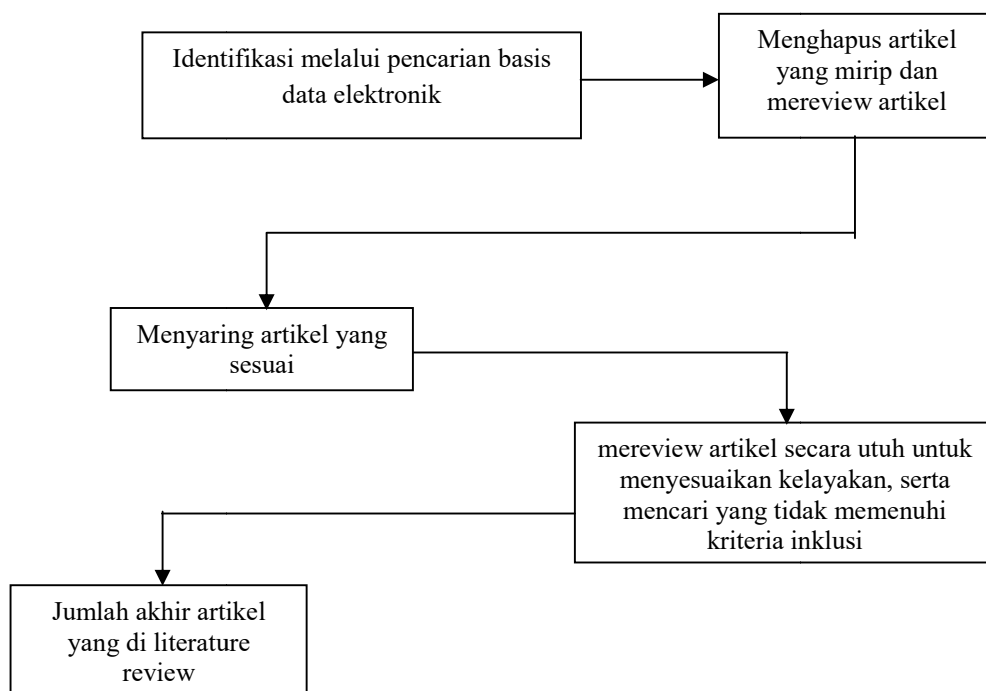 Identifikasi melalui pencarian basis
data elektronik
Menghapus artikel
yang mirip dan
mereview artikel
Menyaring artikel yang
sesuai
mereview artikel secara utuh untuk
menyesuaikan kelayakan, serta
mencari yang tidak memenuhi
kriteria inklusi
Jumlah akhir artikel
yang di literature
review